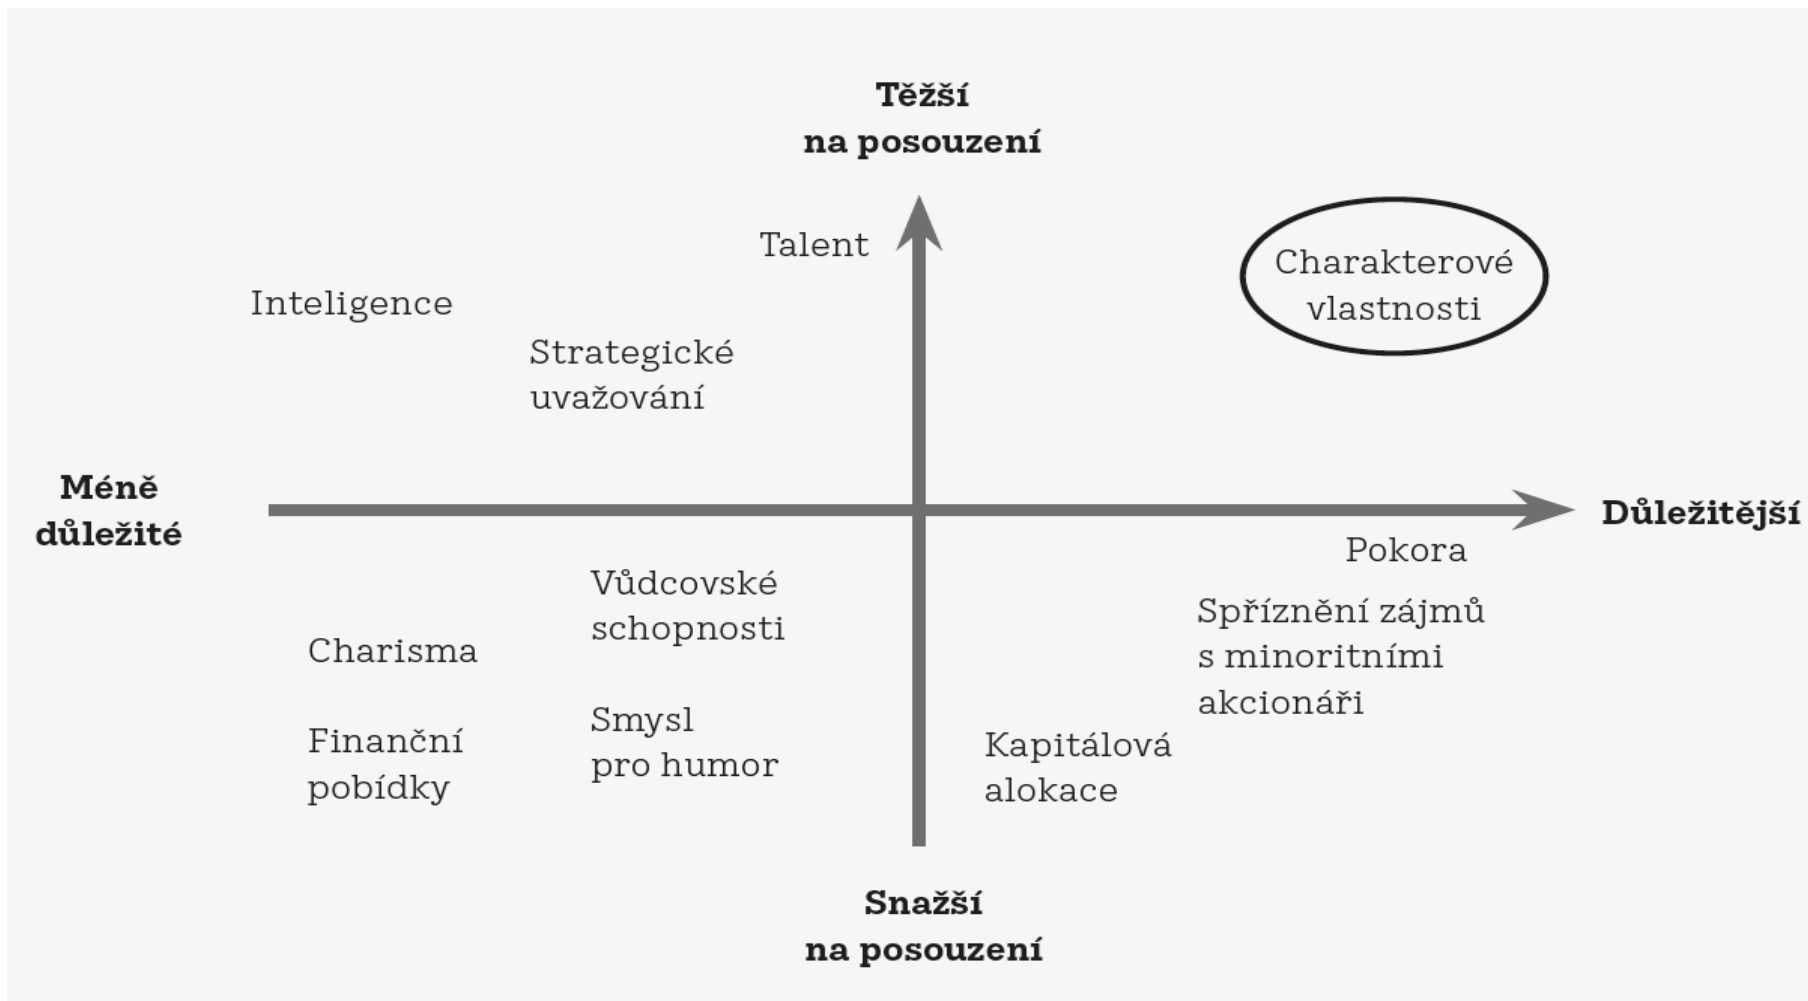 Těžší
na posouzení
Talent
Charakterové
vlastnosti
Inteligence
Strategické
uvažování
Méně
důležité
Důležitější
Pokora
Vůdcovské
schopnosti
Spříznění zájmů
s minoritními
akcionáři
Charisma
Smysl
pro humor
Finanční
pobídky
Kapitálová
alokace
Snažší
na posouzení